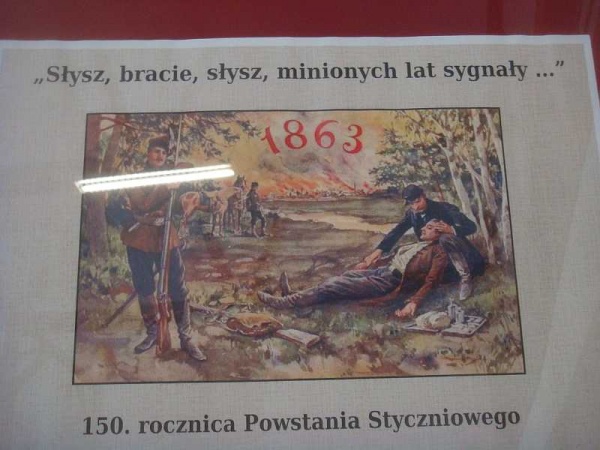 „Słysz, bracie, słysz, minionych lat sygnały ...”
1863
150. rocznica Powstania Styczniowego